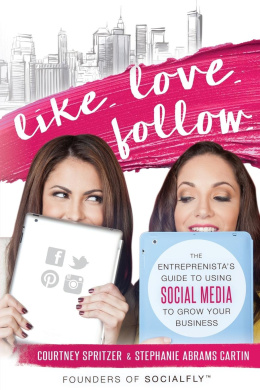 like. love.
follow.
THE
ENTREPRENISTA'S
GUIDE TO USING
SOCIAL MEDIA
TO GROW YOUR
BUSINESS
COURTNEY SPRITZER & STEPHANIE ABRAMS CARTIN
FOUNDERS OF SOCIALFLY™